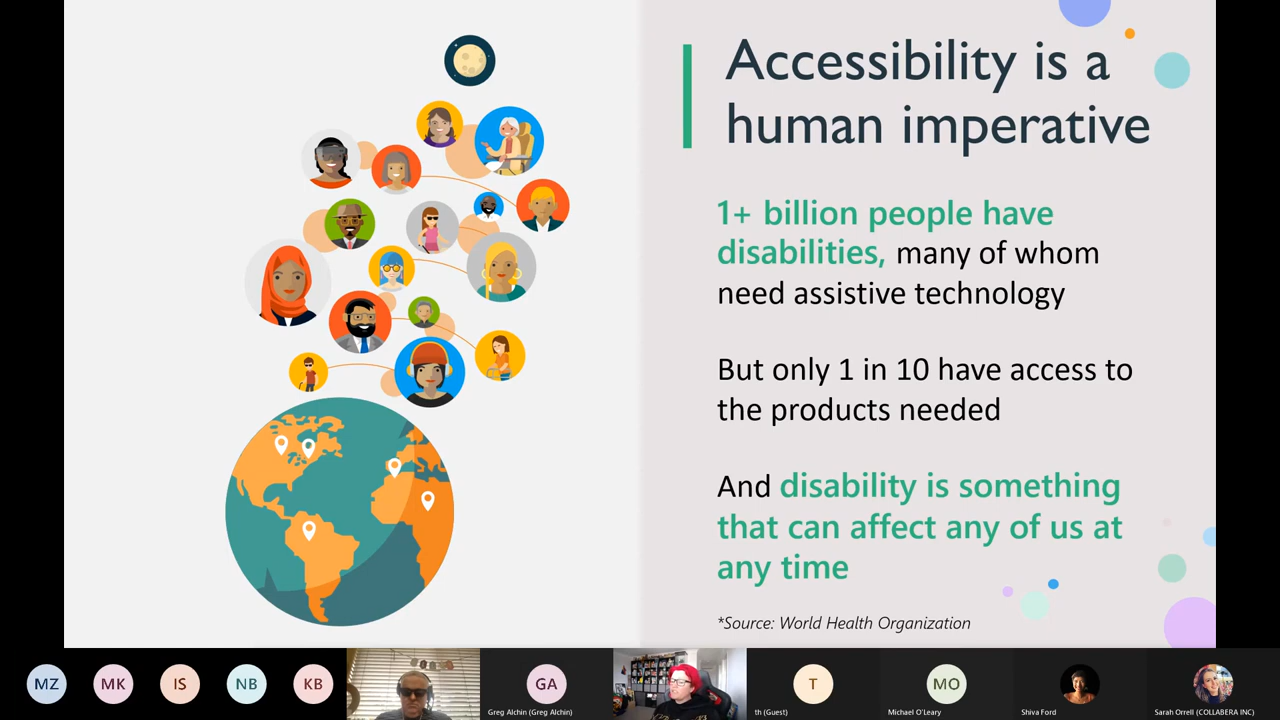 Accessibility is a
human imperative
1+ billion people have
disabilities, many of whom
need assistive technology
But only 1 in 10 have access to
the products needed
And disability is something
that can affect any of us at
any time
*Source: World Health Organization
MZ
MK
IS
NB
KB
GA
Greg Alchin (Greg Alchin)
T
th (Guest)
MO
Michael O'Leary
Shiva Ford
Sarah Orrell (COLLABERA INC)